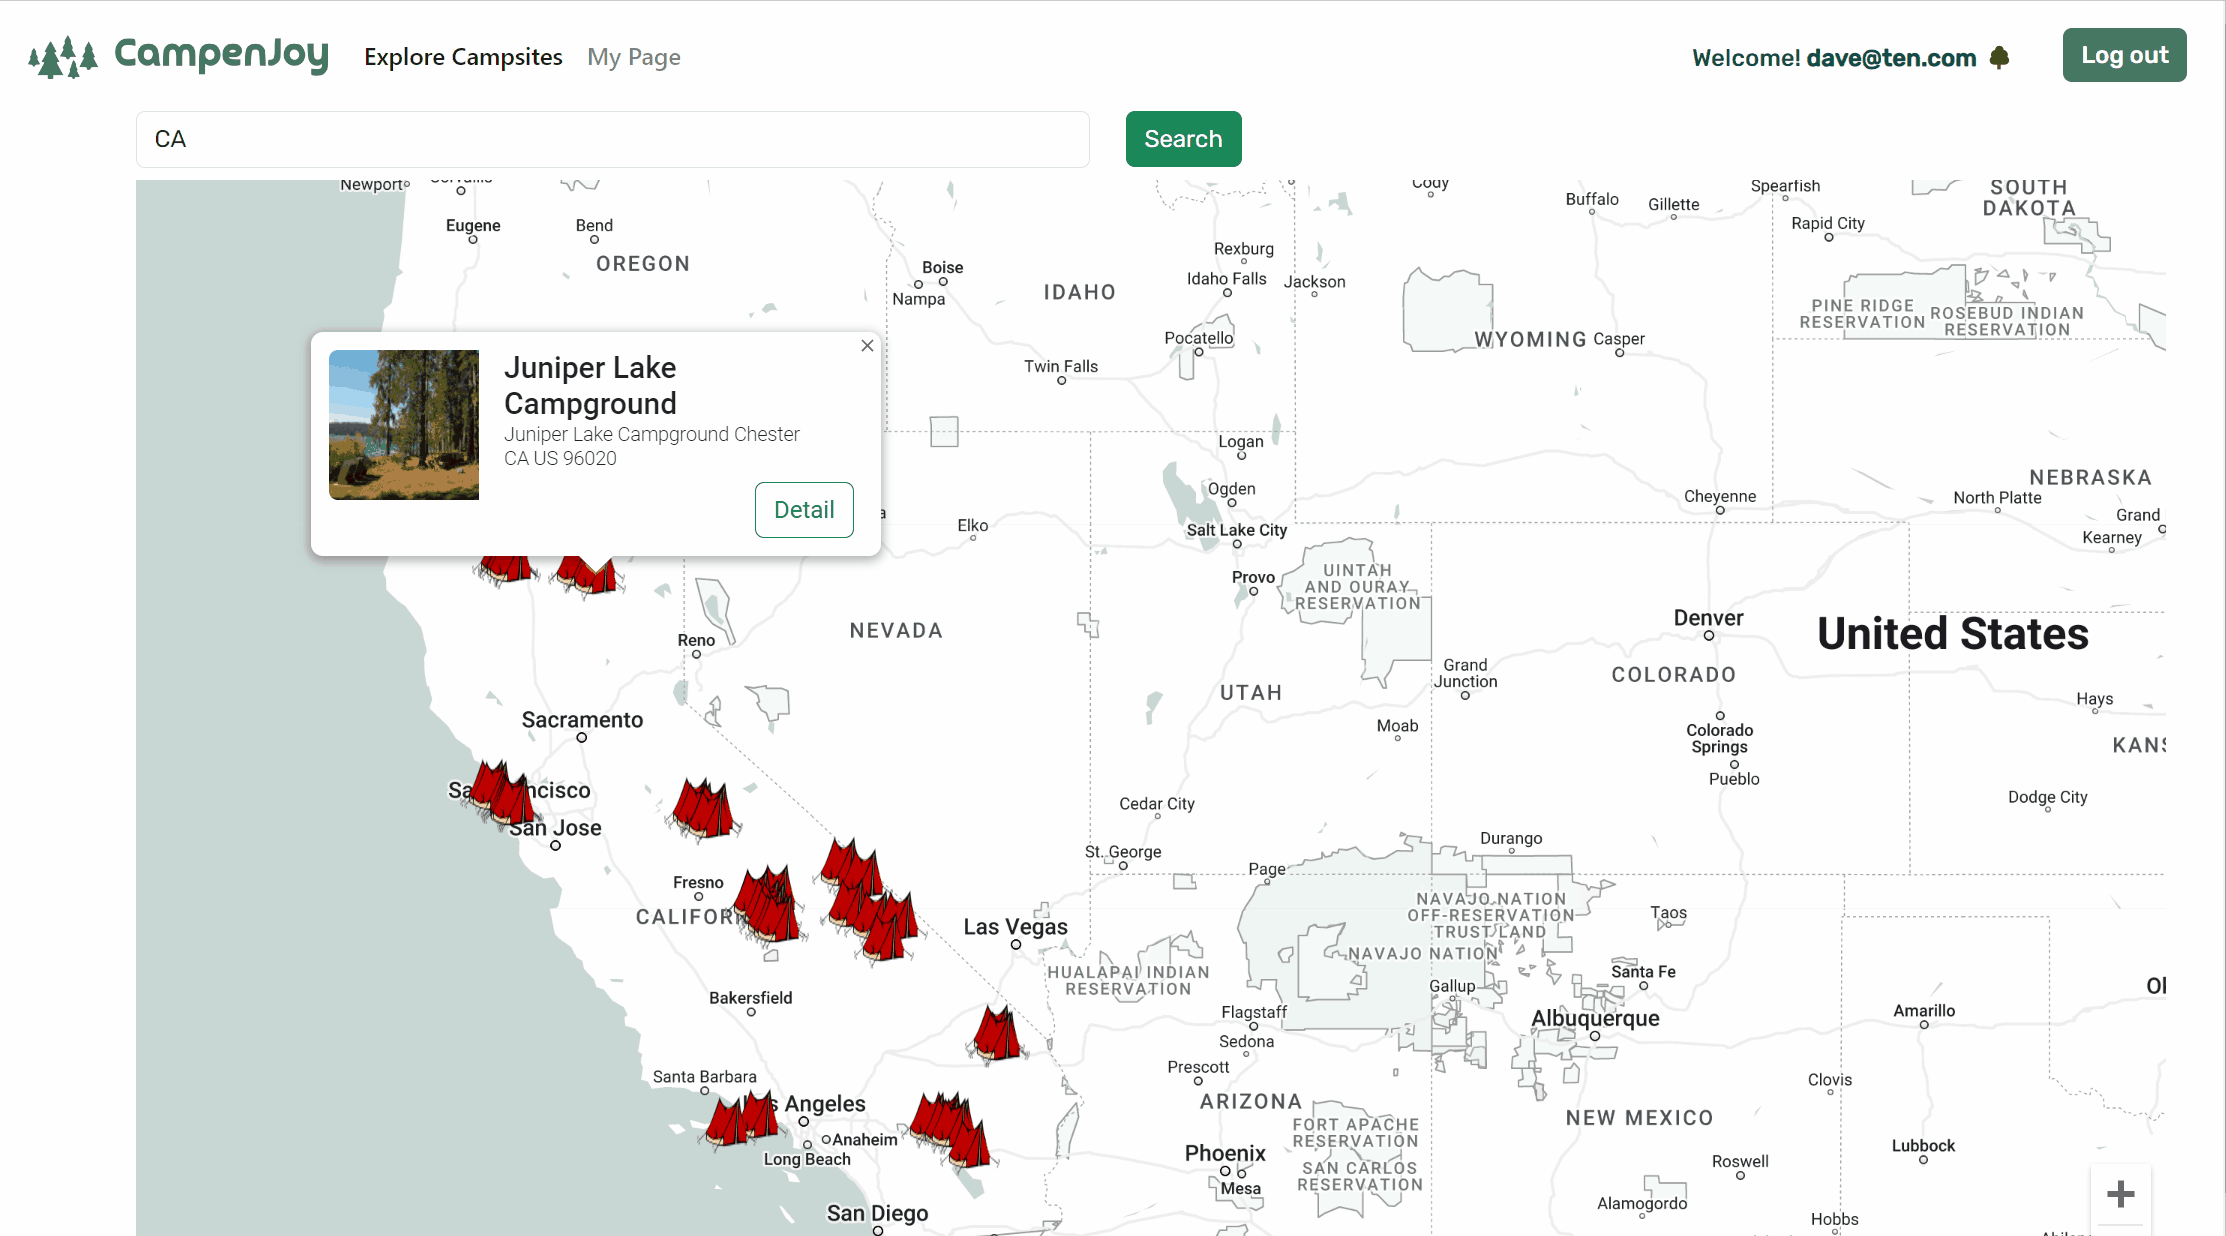 CampenJoy
Explore Campsites
My Page
Welcome! dave@ten.com
Log out
CA
Search
Newport
Cody
Spearfish
SOUTH
DAKOTA
Buffalo
Gillette
Rapid City
Eugene
Bend
OREGON
Boise
Nampa
IDAHO
Rexburg
Idaho Falls
Jackson
PINE RIDGE
RESERVATION
ROSEBUD INDIAN
RESERVATION
Pocatello
WYOMING
Casper
Twin Falls
Juniper Lake
Campground
Juniper Lake Campground Chester
CA US 96020
Detail
Logan
Ogden
Salt Lake City
Elko
Cheyenne
NEBRASKA
North Platte
Grand
Kearney
Provo
UINTAH
AND OURAY
RESERVATION
Reno
NEVADA
Denver
United States
Grand
Junction
COLORADO
UTAH
Hays
Sacramento
Moab
Colorado
Springs
Pueblo
San Jose
Cedar City
Dodge City
St. George
Durango
Page
Fresno
Las Vegas
NAVAJO NATION
OFF-RESERVATION
TRUST LAND
NAVAJO NATION
Taos
HUALAPAI INDIAN
RESERVATION
Santa Fe
Gallup
Bakersfield
Flagstaff
Albuquerque
Amarillo
Sedona
Prescott
Santa Barbara
Clovis
Angeles
ARIZONA
NEW MEXICO
FORT APACHE
RESERVATION
Anaheim
Long Beach
Phoenix
Mesa
SAN CARLOS
RESERVATION
Lubbock
Roswell
San Diego
Alamogordo
Hobbs